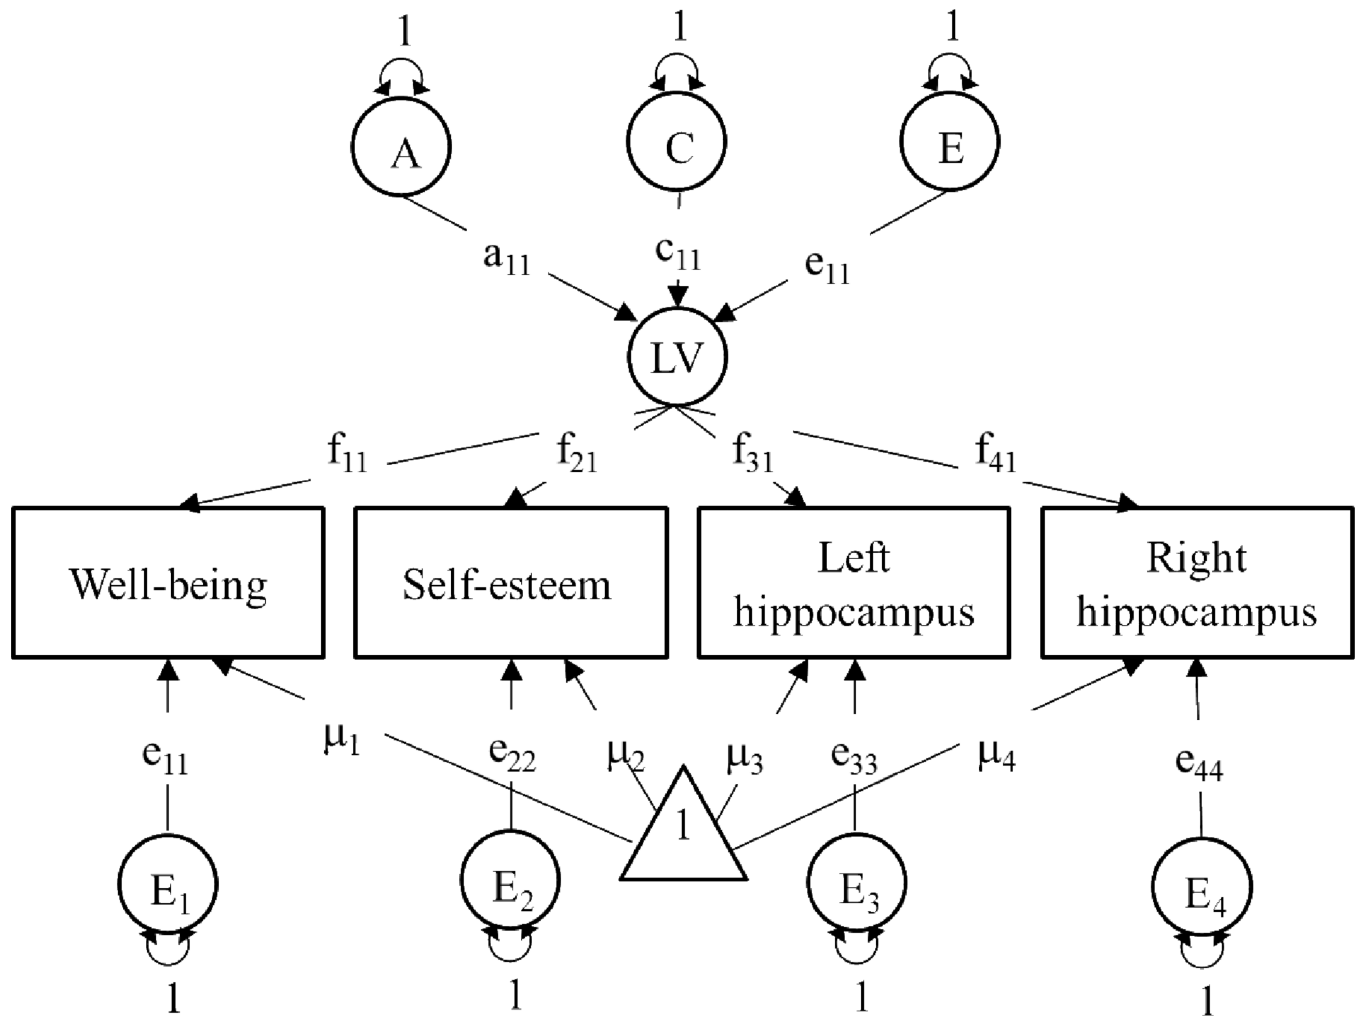 1 1 1
A C E
a11 c11 e11
LV
f11 f21 f31 f41
Well-being
Self-esteem
Left
hippocampus
Right
hippocampus
e11 μ1 e22 μ2 μ3 e33 μ4 e44
1
E1 E2 E3 E4
1 1 1 1